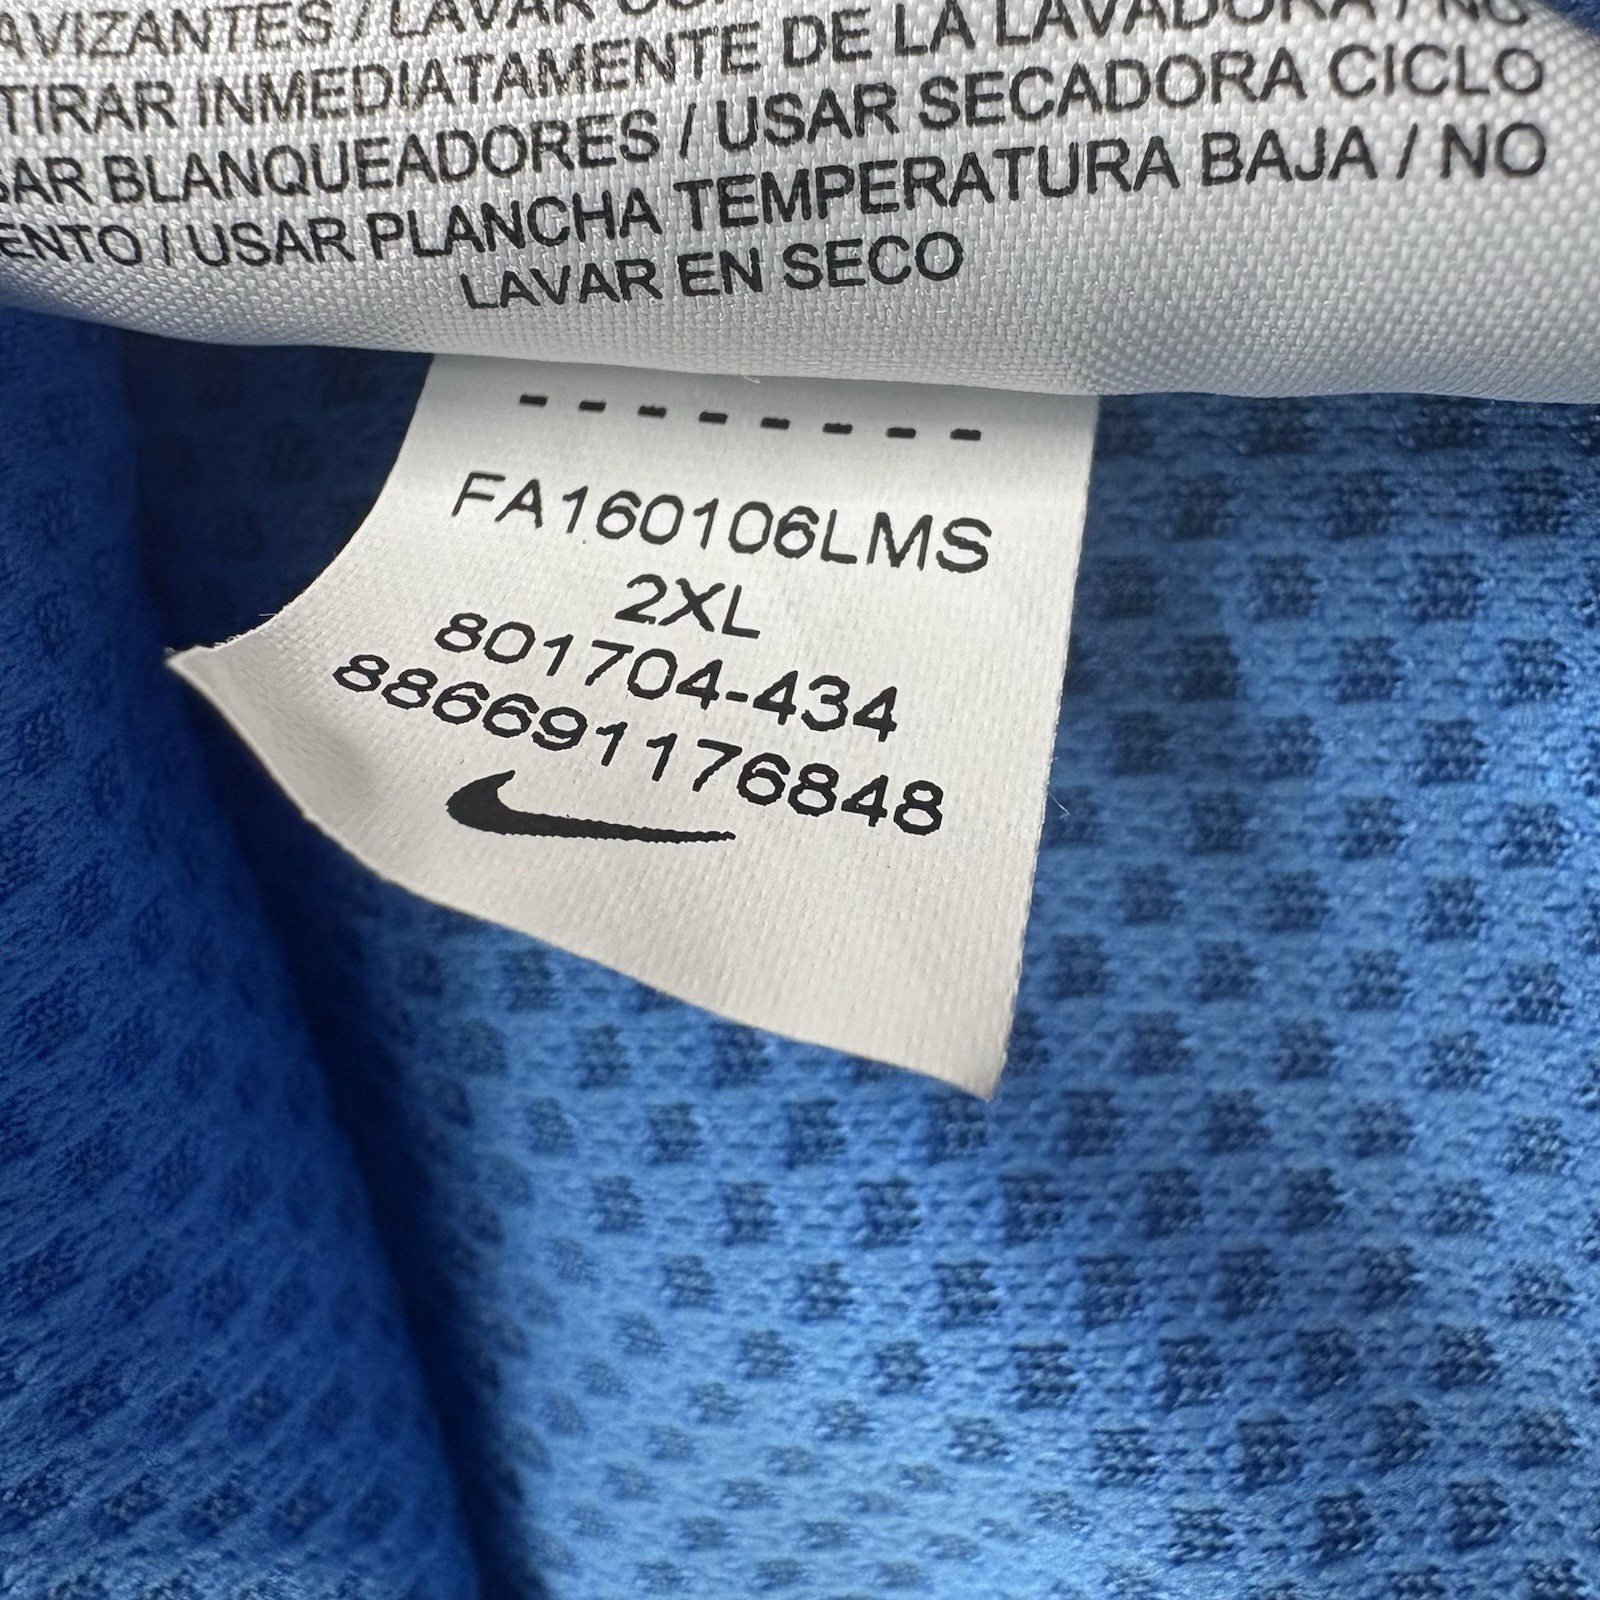 AVIZANTES / LAVAR
TIRAR INMEDIATAMENTE DE LA LAVADORA / NO
BLANQUEADORES / USAR SECADORA CICLO
ENTO / USAR PLANCHA TEMPERATURA BAJA / NO
LAVAR EN SECO
--------
FA160106LMS
2XL
801704-434
886691176848